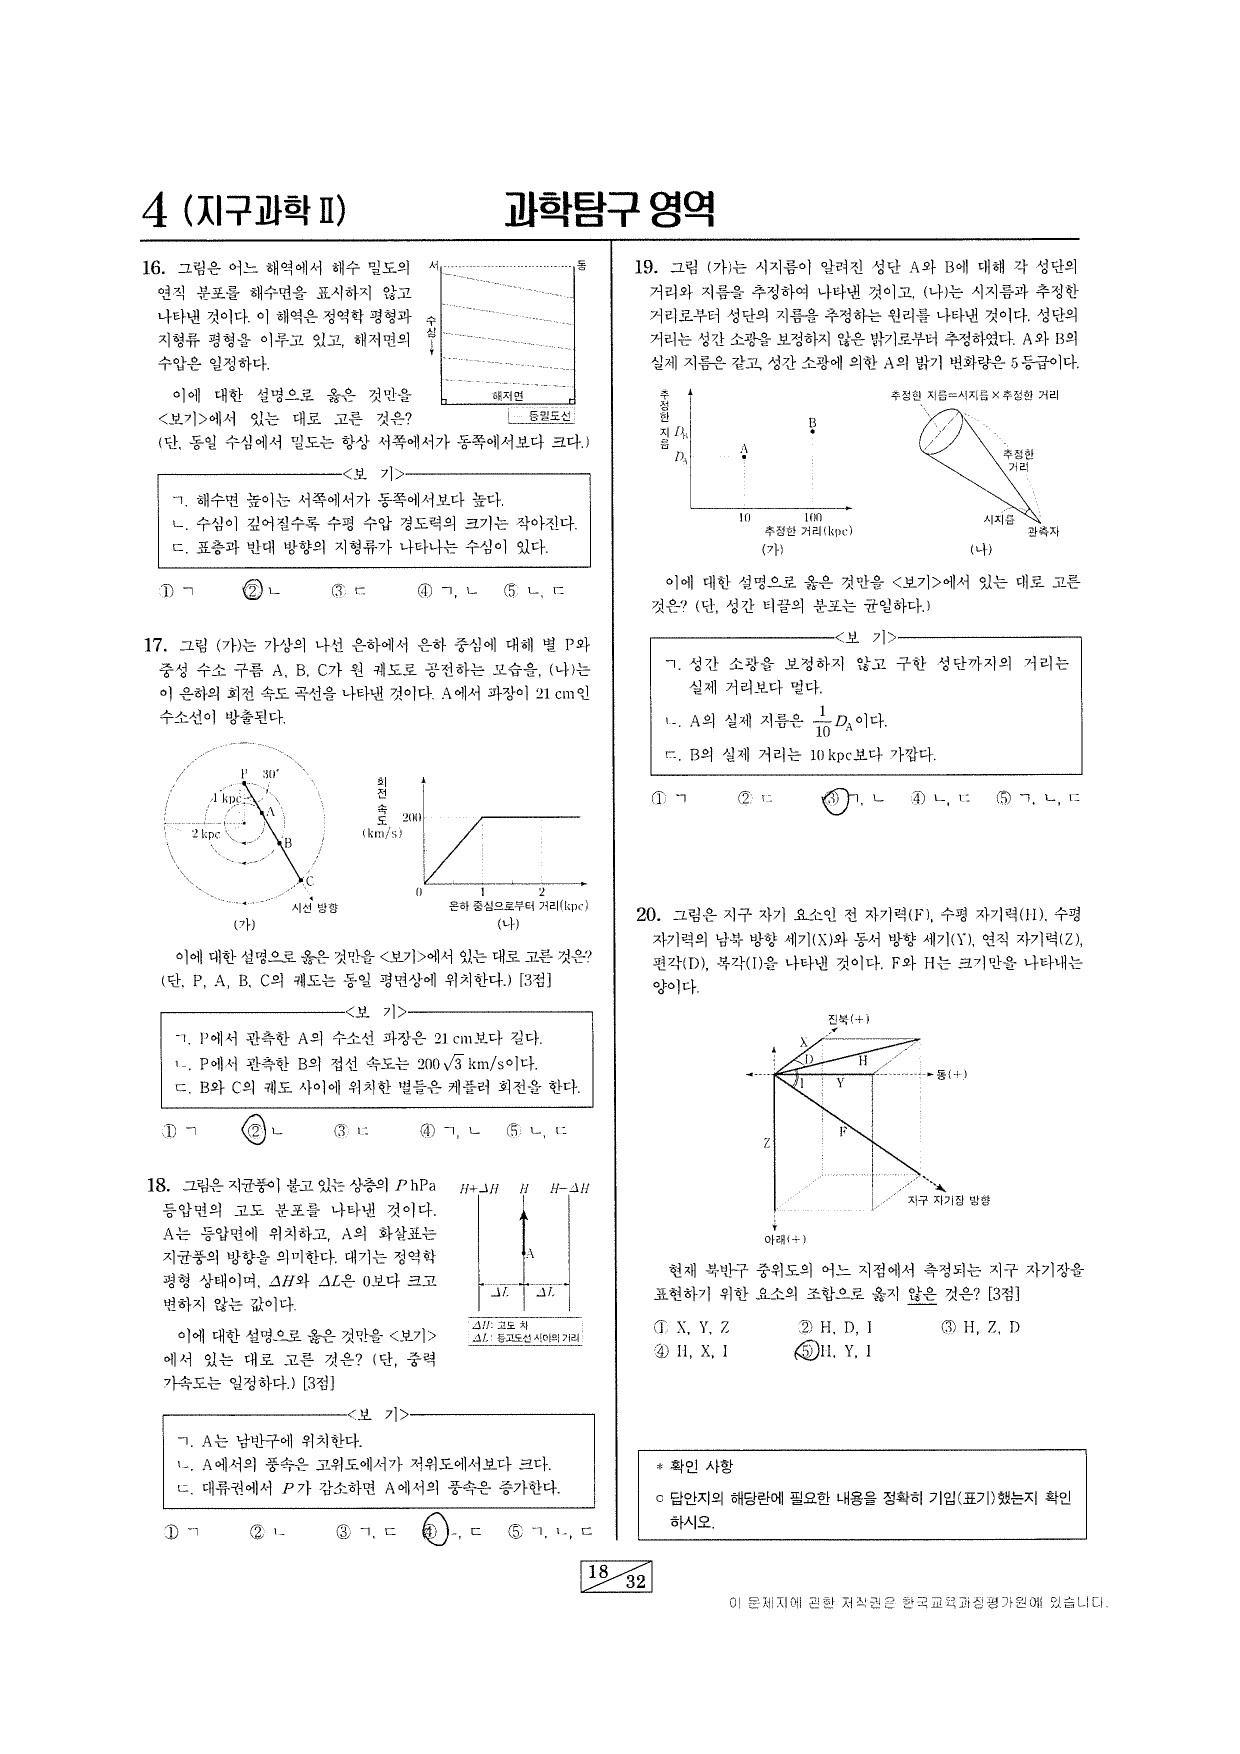 4 (지구과학 Ⅱ)
과학탐구 영역
16. 그림은 어느 해역에서 해수 밀도의
연직 분포를 해수면을 표시하지 않고
나타낸 것이다. 이 해역은 정역학 평형과
지형류 평형을 이루고 있고, 해저면의
수압은 일정하다.
서
동
수심
해저면
등밀도선
이에 대한 설명으로 옳은 것만을
<보기>에서 있는 대로 고른 것은?
(단, 동일 수심에서 밀도는 항상 서쪽에서가 동쪽에서보다 크다.)
<보 기>
ㄱ. 해수면 높이는 서쪽에서가 동쪽에서보다 높다.
ㄴ. 수심이 깊어질수록 수평 수압 경도력의 크기는 작아진다.
ㄷ. 표층과 반대 방향의 지형류가 나타나는 수심이 있다.
① ㄱ ② ㄴ ③ ㄷ ④ ㄱ, ㄴ ⑤ ㄴ, ㄷ
17. 그림 (가)는 가상의 나선 은하에서 은하 중심에 대해 별 P와
중성 수소 구름 A, B, C가 원 궤도로 공전하는 모습을, (나)는
이 은하의 회전 속도 곡선을 나타낸 것이다. A에서 파장이 21 cm인
수소선이 방출된다.
P 30°
1 kpc
A
2 kpc
B
C
시선 방향
(가)
회전 속도
(km/s)
200
0 1 2
은하 중심으로부터 거리(kpc)
(나)
이에 대한 설명으로 옳은 것만을 <보기>에서 있는 대로 고른 것은?
(단, P, A, B, C의 궤도는 동일 평면상에 위치한다.) [3점]
<보 기>
ㄱ. P에서 관측한 A의 수소선 파장은 21 cm보다 길다.
ㄴ. P에서 관측한 B의 접선 속도는 200√3 km/s이다.
ㄷ. B와 C의 궤도 사이에 위치한 별들은 케플러 회전을 한다.
① ㄱ ② ㄴ ③ ㄷ ④ ㄱ, ㄴ ⑤ ㄴ, ㄷ
18. 그림은 지균풍이 불고 있는 상층의 P hPa
등압면의 고도 분포를 나타낸 것이다.
A는 등압면에 위치하고, A의 화살표는
지균풍의 방향을 의미한다. 대기는 정역학
평형 상태이며, ΔH와 ΔL은 0보다 크고
변하지 않는 값이다.
H+ΔH H H-ΔH
A
ΔL ΔL
ΔH: 고도 차
ΔL: 등고도선 사이의 거리
이에 대한 설명으로 옳은 것만을 <보기>
에서 있는 대로 고른 것은? (단, 중력
가속도는 일정하다.) [3점]
<보 기>
ㄱ. A는 남반구에 위치한다.
ㄴ. A에서의 풍속은 고위도에서가 저위도에서보다 크다.
ㄷ. 대류권에서 P가 감소하면 A에서의 풍속은 증가한다.
① ㄱ ② ㄴ ③ ㄱ, ㄷ ④ ㄴ, ㄷ ⑤ ㄱ, ㄴ, ㄷ
19. 그림 (가)는 시지름이 알려진 성단 A와 B에 대해 각 성단의
거리와 지름을 추정하여 나타낸 것이고, (나)는 시지름과 추정한
거리로부터 성단의 지름을 추정하는 원리를 나타낸 것이다. 성단의
거리는 성간 소광을 보정하지 않은 밝기로부터 추정하였다. A와 B의
실제 지름은 같고, 성간 소광에 의한 A의 밝기 변화량은 5등급이다.
추정한 지름
B
D_B
A
D_A
10 100
추정한 거리(kpc)
(가)
추정한 지름=시지름×추정한 거리
추정한
거리
시지름
관측자
(나)
이에 대한 설명으로 옳은 것만을 <보기>에서 있는 대로 고른
것은? (단, 성간 티끌의 분포는 균일하다.)
<보 기>
ㄱ. 성간 소광을 보정하지 않고 구한 성단까지의 거리는
실제 거리보다 멀다.
ㄴ. A의 실제 지름은 1/10 D_A이다.
ㄷ. B의 실제 거리는 10 kpc보다 가깝다.
① ㄱ ② ㄷ ③ ㄱ, ㄴ ④ ㄴ, ㄷ ⑤ ㄱ, ㄴ, ㄷ
20. 그림은 지구 자기 요소인 전 자기력(F), 수평 자기력(H), 수평
자기력의 남북 방향 세기(X)와 동서 방향 세기(Y), 연직 자기력(Z),
편각(D), 복각(I)을 나타낸 것이다. F와 H는 크기만을 나타내는
양이다.
진북(+)
X
D
H
동(+)
I
Y
F
Z
지구 자기장 방향
아래(+)
현재 북반구 중위도의 어느 지점에서 측정되는 지구 자기장을
표현하기 위한 요소의 조합으로 옳지 않은 것은? [3점]
① X, Y, Z ② H, D, I ③ H, Z, D
④ H, X, I ⑤ H, Y, I
* 확인 사항
○ 답안지의 해당란에 필요한 내용을 정확히 기입(표기)했는지 확인
하시오.
18
32
이 문제지에 관한 저작권은 한국교육과정평가원에 있습니다.